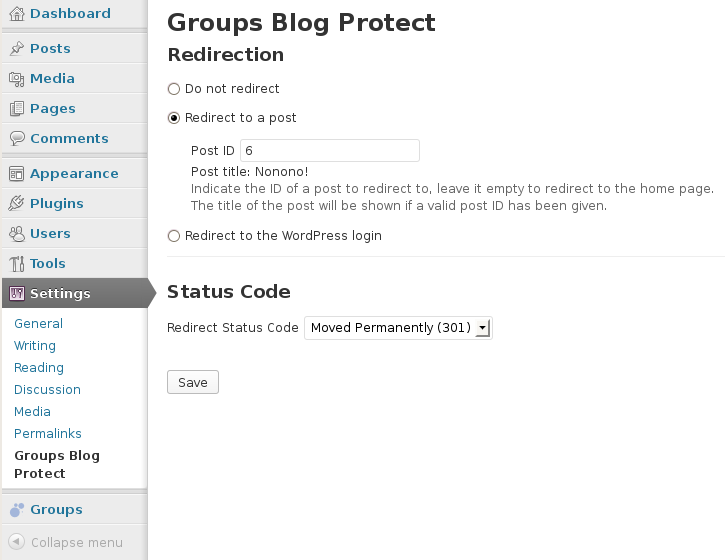 Dashboard
Posts
Media
Pages
Comments
Appearance
Plugins
Users
Tools
Settings
General
Writing
Reading
Discussion
Media
Permalinks
Groups Blog
Protect
Groups
Collapse menu
Groups Blog Protect
Redirection
Do not redirect
Redirect to a post
Post ID 6
Post title: Nonono!
Indicate the ID of a post to redirect to, leave it empty to redirect to the home page.
The title of the post will be shown if a valid post ID has been given.
Redirect to the WordPress login
Status Code
Redirect Status Code Moved Permanently (301)
Save